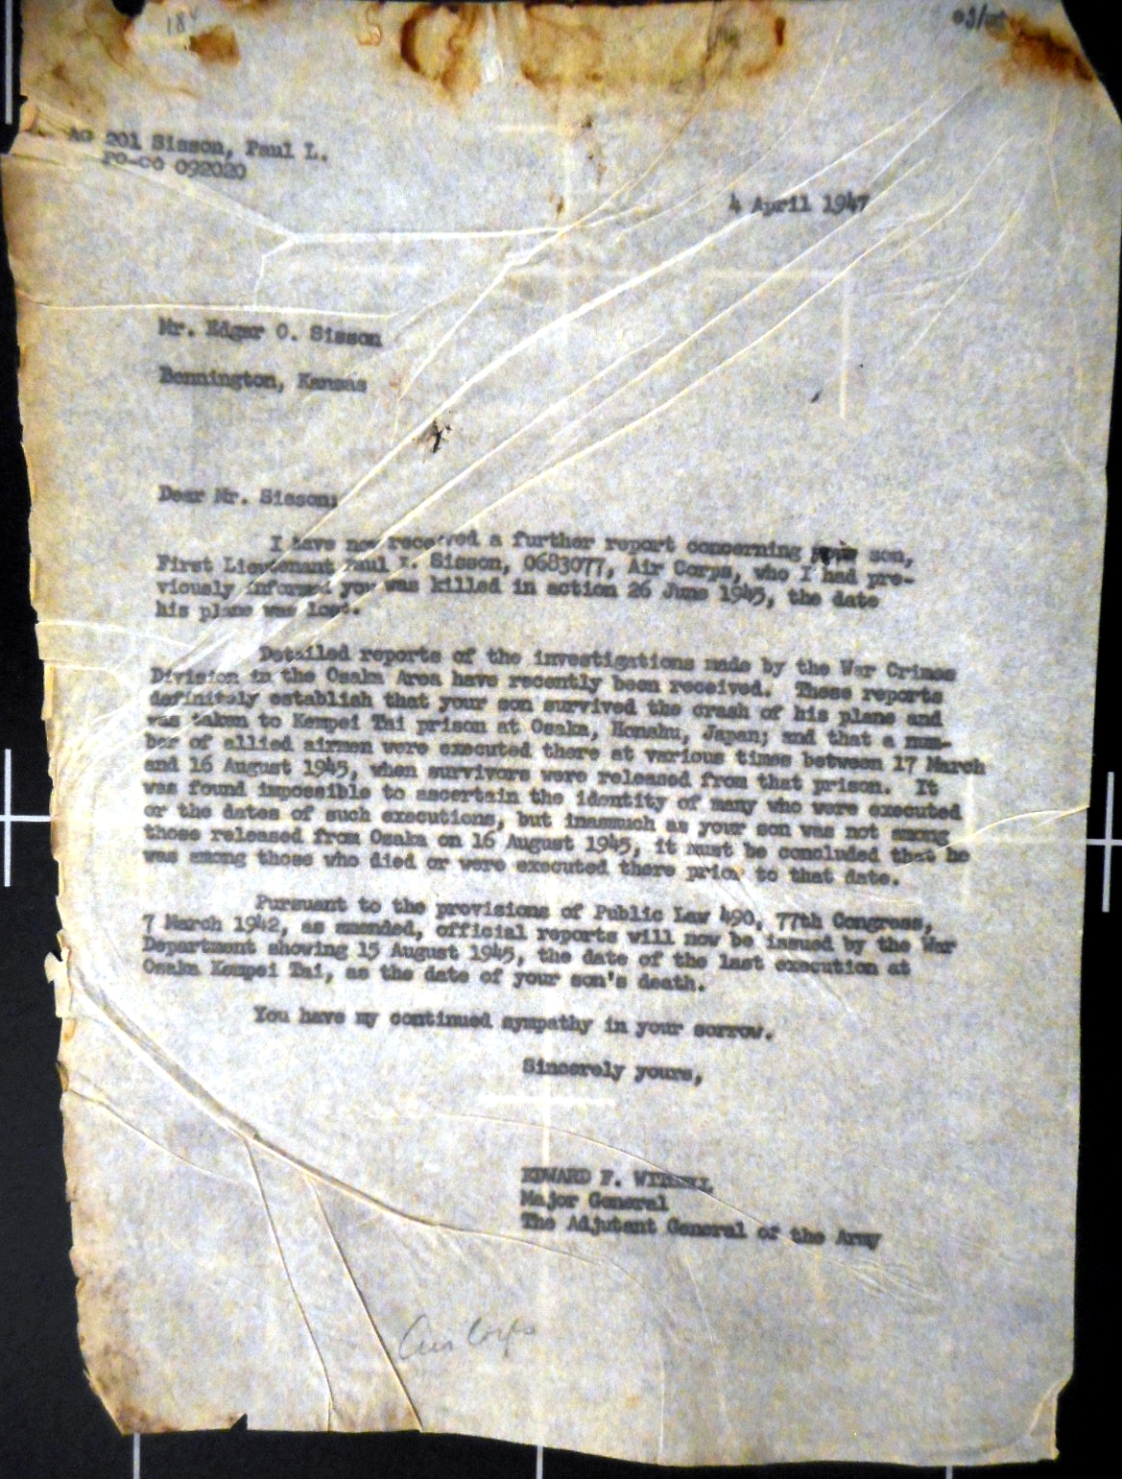 184
AG 201 Sisson, Paul L.
PC-CO 092020
4 April 1947
Mr. Edgar C. Sisson
Bennington, Kansas
Dear Mr. Sisson:
I have now received a further report concerning your son,
First Lieutenant Paul L. Sisson, 0683077, Air Corps, who I had pre-
viously informed you was killed in action 26 June 1945, the date
his plane was lost.
Detailed reports of the investigations made by the War Crimes
Division in the Osaka Area have recently been received. These reports
definitely establish that your son survived the crash of his plane and
was taken to Kempei Tai prison at Osaka, Honshu, Japan; and that a num-
ber of allied airmen were executed there at various times between 17 March
and 16 August 1945, when survivors were released from that prison. It
was found impossible to ascertain the identity of many who were executed
or the dates of such executions, but inasmuch as your son was not among
those released from Osaka on 16 August 1945, it must be concluded that he
was among those who died or were executed there prior to that date.
Pursuant to the provisions of Public Law 490, 77th Congress,
7 March 1942, as amended, official reports will now be issued by the War
Department showing 15 August 1945, the date of the last execution at
Osaka Kempei Tai, as the date of your son's death.
You have my continued sympathy in your sorrow.
Sincerely yours,
EDWARD F. WITSELL
Major General
The Adjutant General of the Army
Air Corps